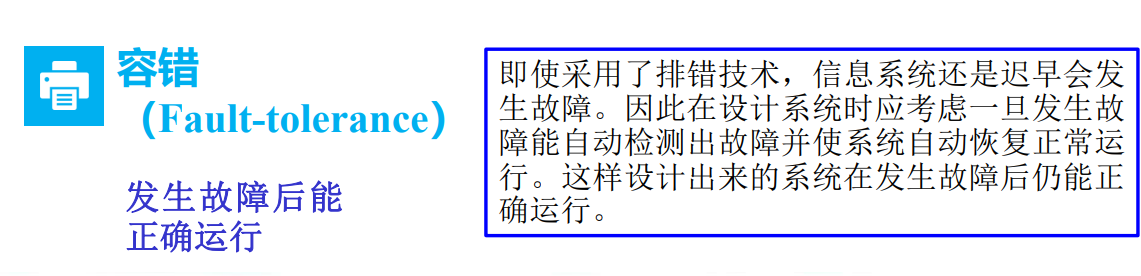 容错
（Fault-tolerance）
发生故障后能
正确运行
即使采用了排错技术，信息系统还是迟早会发
生故障。因此在设计系统时应考虑一旦发生故
障能自动检测出故障并使系统自动恢复正常运
行。这样设计出来的系统在发生故障后仍能正
确运行。